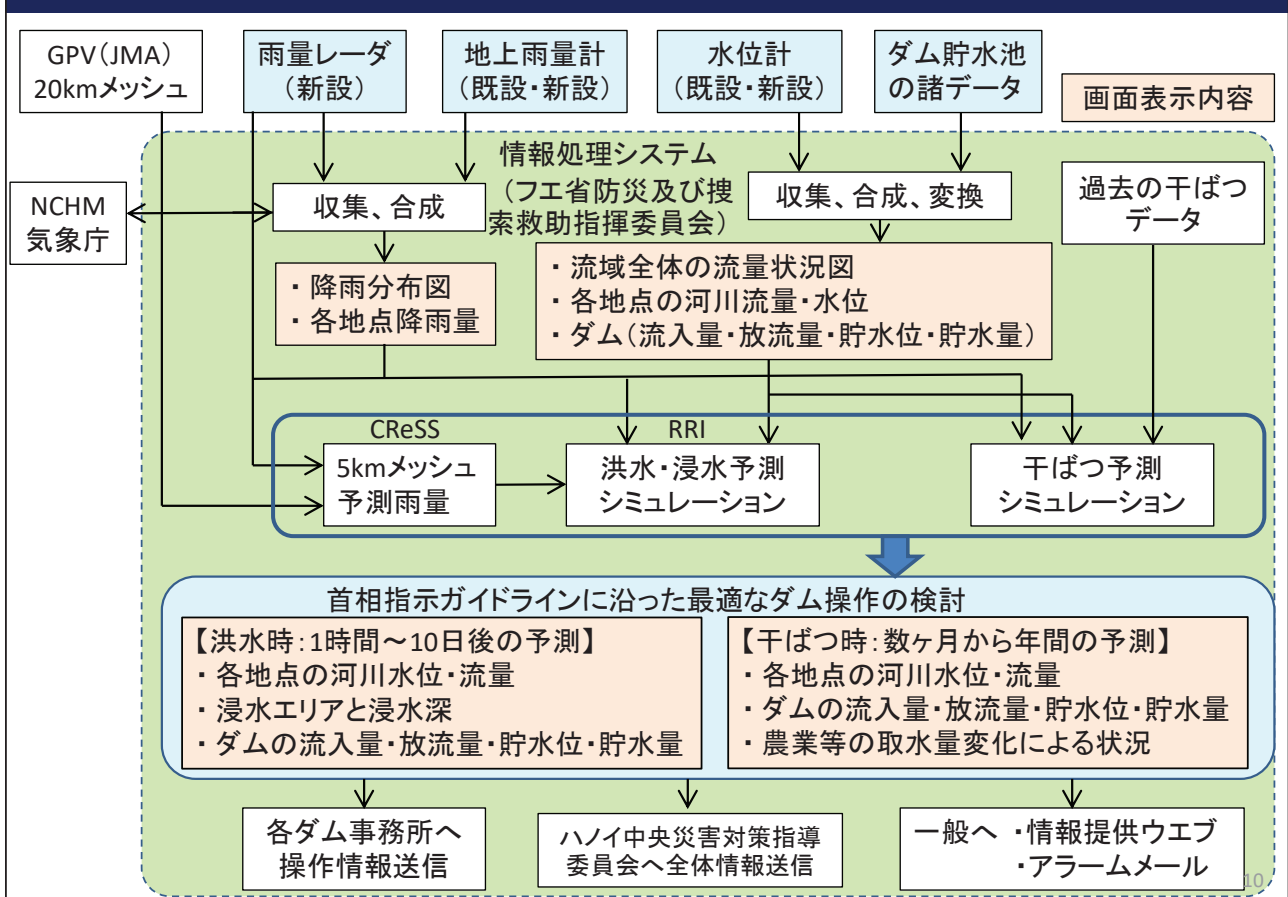 GPV(JMA)
20kmメッシュ
雨量レーダ
(新設)
地上雨量計
(既設・新設)
水位計
(既設・新設)
ダム貯水池
の諸データ
画面表示内容
情報処理システム
(フエ省防災及び捜
索救助指揮委員会)
NCHM
気象庁
収集、合成
収集、合成、変換
過去の干ばつ
データ
・降雨分布図
・各地点降雨量
・流域全体の流量状況図
・各地点の河川流量・水位
・ダム(流入量・放流量・貯水位・貯水量)
CReSS
RRI
5kmメッシュ
予測雨量
洪水・浸水予測
シミュレーション
干ばつ予測
シミュレーション
首相指示ガイドラインに沿った最適なダム操作の検討
【洪水時:1時間~10日後の予測】
・各地点の河川水位・流量
・浸水エリアと浸水深
・ダムの流入量・放流量・貯水位・貯水量
【干ばつ時:数ヶ月から年間の予測】
・各地点の河川水位・流量
・ダムの流入量・放流量・貯水位・貯水量
・農業等の取水量変化による状況
各ダム事務所へ
操作情報送信
ハノイ中央災害対策指導
委員会へ全体情報送信
一般へ ・情報提供ウエブ
・アラームメール
10